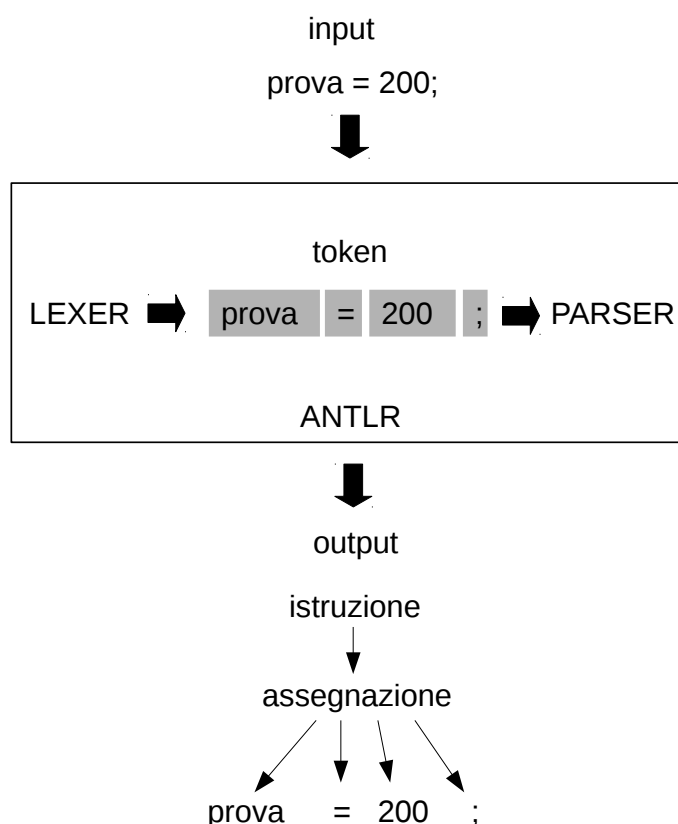 input
prova = 200;
token
LEXER prova = 200 ; PARSER
ANTLR
output
istruzione
assegnazione
prova = 200 ;